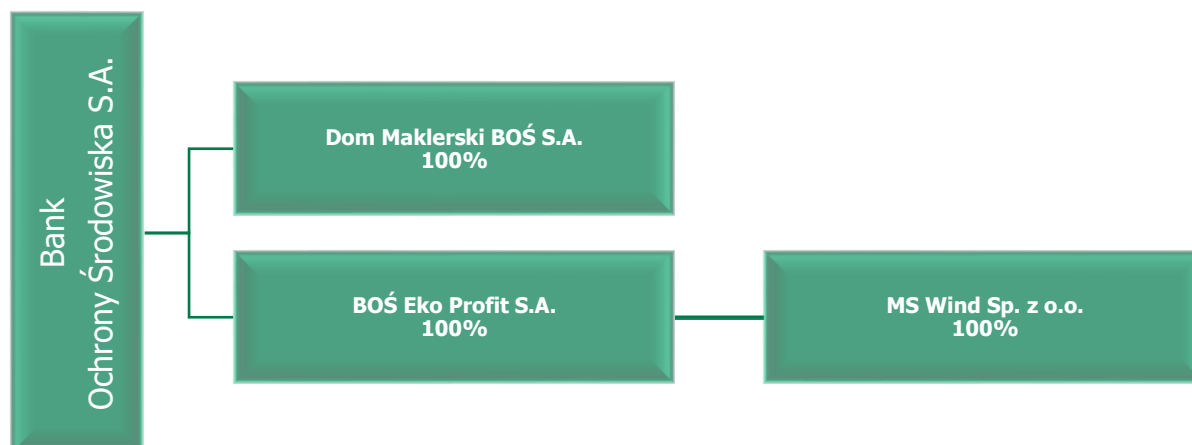 Bank
Ochrony Środowiska S.A.
Dom Maklerski BOŚ S.A.
100%
BOŚ Eko Profit S.A.
100%
MS Wind Sp. z o.o.
100%